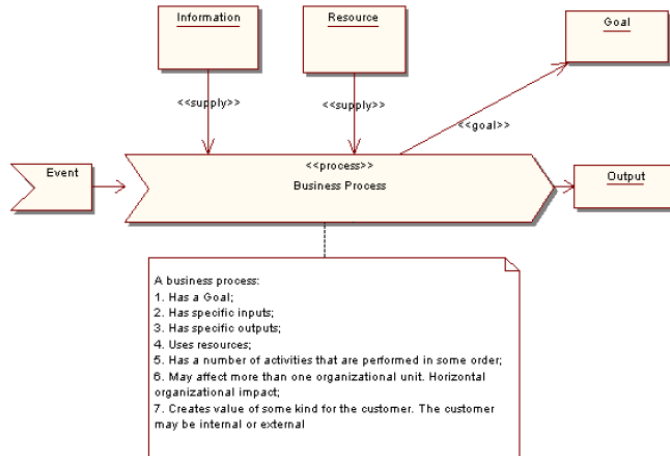 Information
Resource
Goal
<<supply>>
<<supply>>
<<goal>>
Event
<<process>>
Business Process
Output
A business process:
1. Has a Goal;
2. Has specific inputs;
3. Has specific outputs;
4. Uses resources;
5. Has a number of activities that are performed in some order;
6. May affect more than one organizational unit. Horizontal
organizational impact;
7. Creates value of some kind for the customer. The customer
may be internal or external